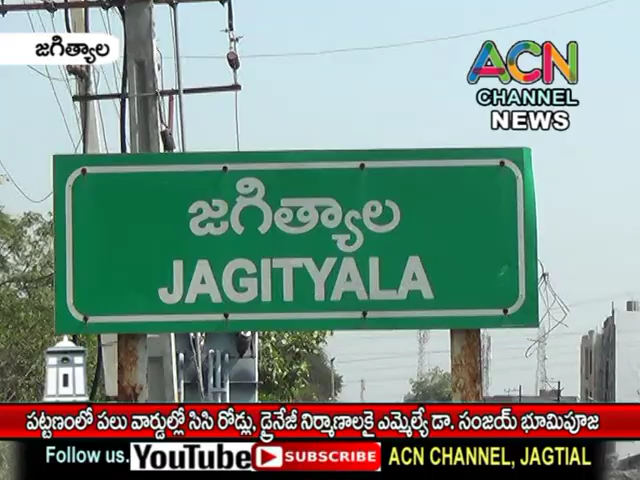 జగిత్యాల
ACN
CHANNEL
NEWS
జగిత్యాల
JAGITYALA
పట్టణంలో పలు వార్డుల్లో సిసి రోడ్లు, డ్రైనేజీ నిర్మాణాలకై ఎమ్మెల్యే డా. సంజయ్ భూమిపూజ
Follow us. YouTube SUBSCRIBE ACN CHANNEL, JAGTIAL